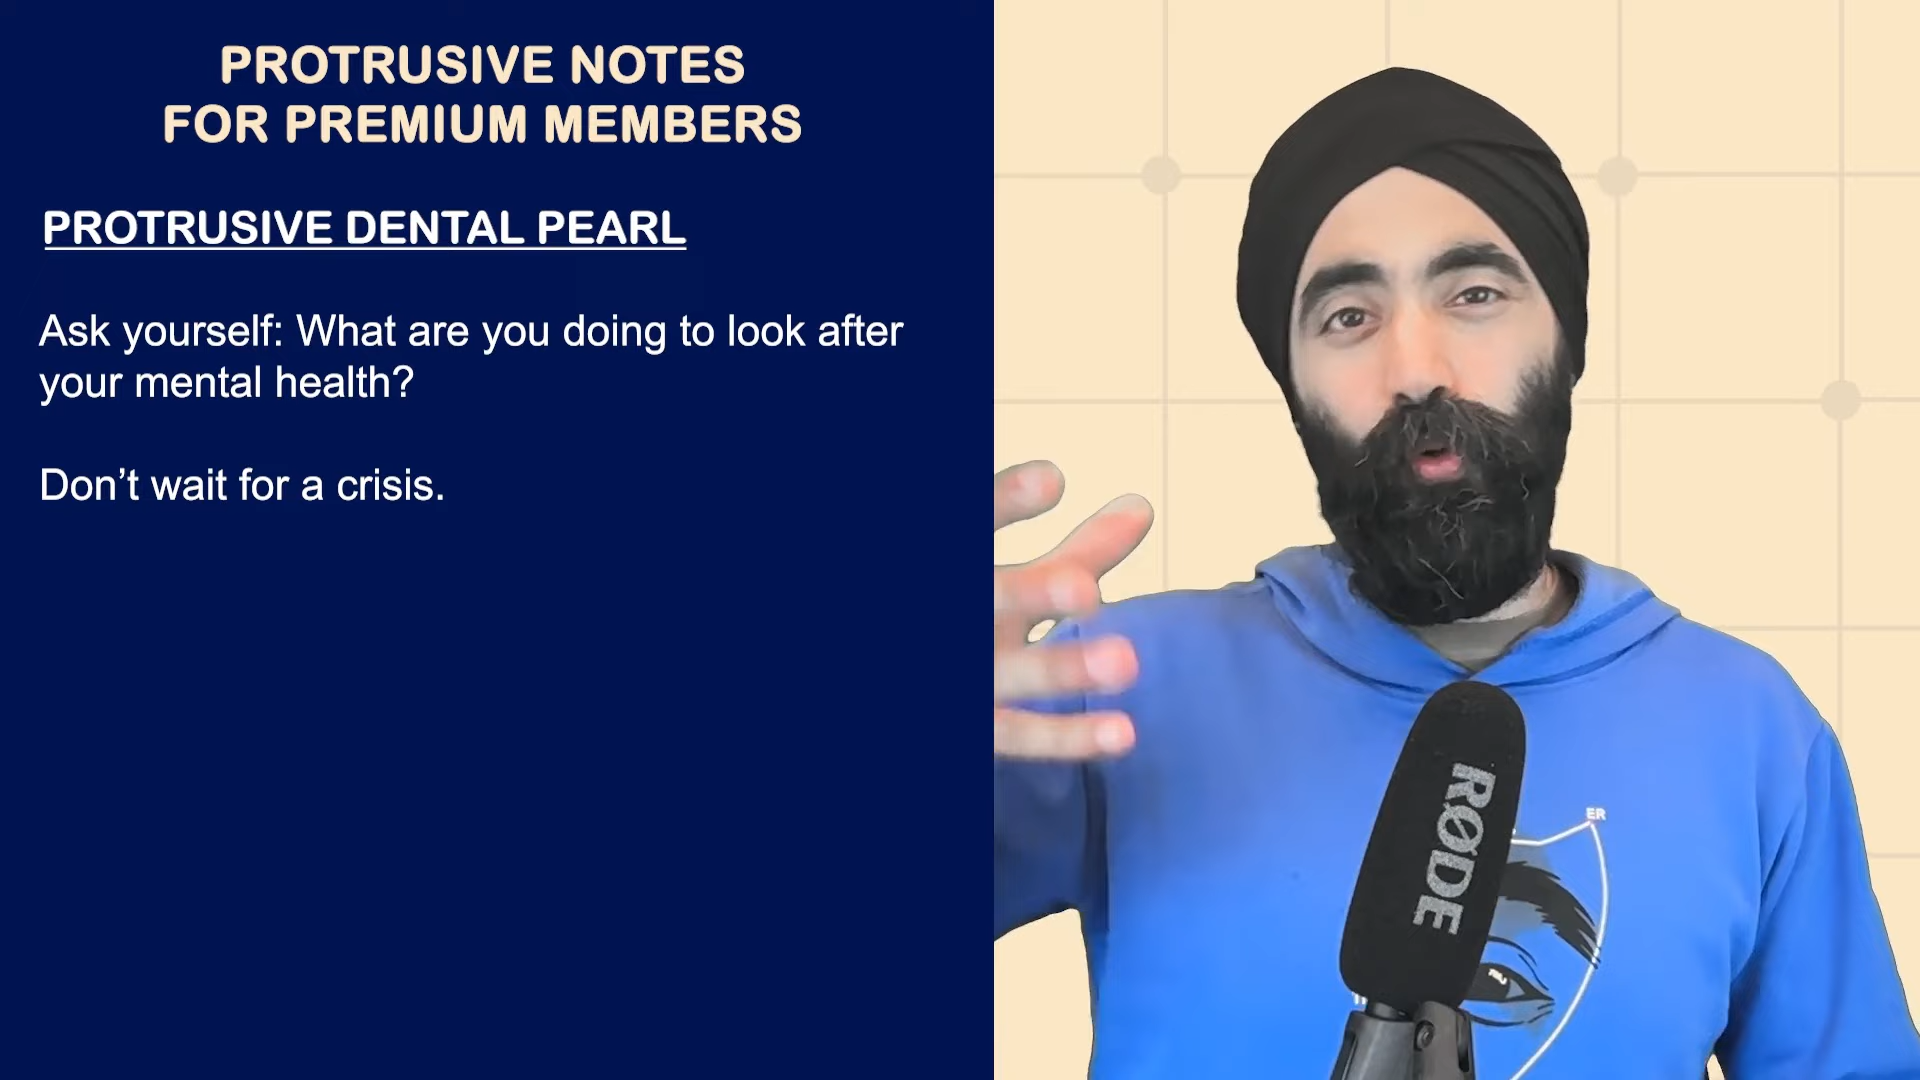 PROTRUSIVE NOTES
FOR PREMIUM MEMBERS
PROTRUSIVE DENTAL PEARL
Ask yourself: What are you doing to look after
your mental health?
Don’t wait for a crisis.
RØDE
ER